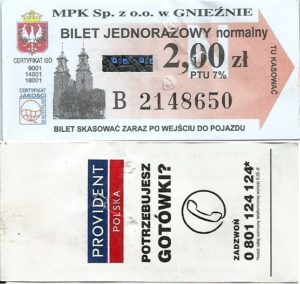 MPK Sp. z o.o. w GNIEŹNIE
BILET JEDNORAZOWY normalny
2,00 zł
PTU 7%
B 2148650
TU KASOWAĆ
CERTYFIKAT ISO
9001
14001
18001
CERTYFIKAT
JAKOŚCI
BILET SKASOWAĆ ZARAZ PO WEJŚCIU DO POJAZDU
PROVIDENT
POLSKA
POTRZEBUJESZ
GOTÓWKI?
ZADZWOŃ
0 801 124 124*